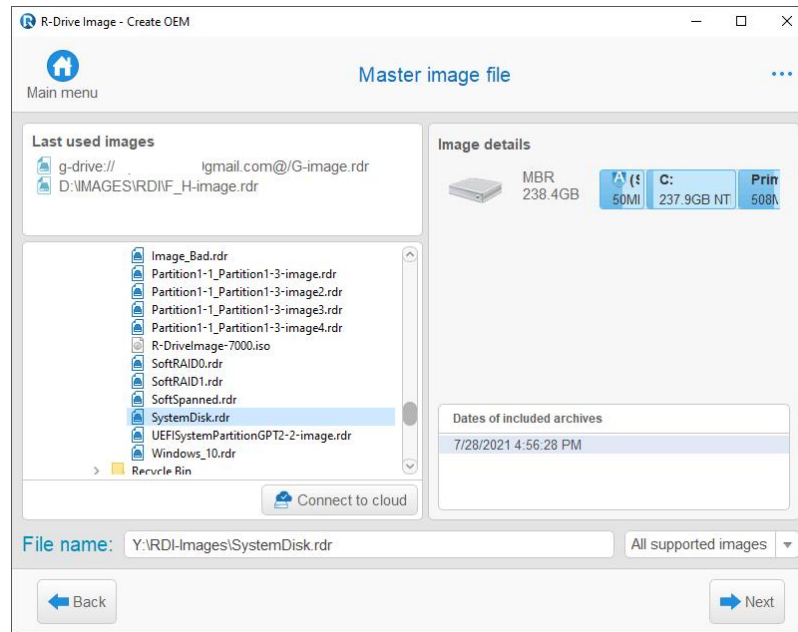 R-Drive Image - Create OEM
Main menu
Master image file
Last used images
g-drive:// gmail.com@/G-image.rdr
D:\IMAGES\RDI\F_H-image.rdr
Image_Bad.rdr
Partition1-1_Partition1-3-image.rdr
Partition1-1_Partition1-3-image2.rdr
Partition1-1_Partition1-3-image3.rdr
Partition1-1_Partition1-3-image4.rdr
R-DriveImage-7000.iso
SoftRAID0.rdr
SoftRAID1.rdr
SoftSpanned.rdr
SystemDisk.rdr
UEFISystemPartitionGPT2-2-image.rdr
Windows_10.rdr
Recycle Bin
Connect to cloud
Image details
MBR
238.4GB
C:
237.9GB NT
Dates of included archives
7/28/2021 4:56:28 PM
File name: Y:\RDI-Images\SystemDisk.rdr All supported images
Back
Next